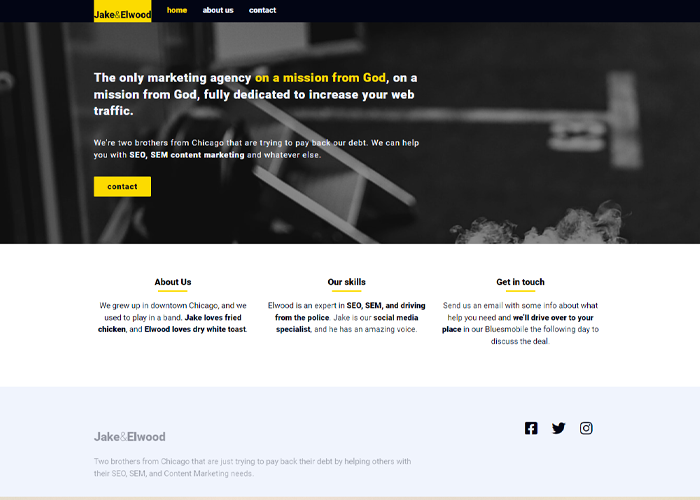 Jake&Elwood home about us contact
The only marketing agency on a mission from God, on a
mission from God, fully dedicated to increase your web
traffic.
We're two brothers from Chicago that are trying to pay back our debt. We can help
you with SEO, SEM content marketing and whatever else.
contact
About Us
We grew up in downtown Chicago, and we
used to play in a band. Jake loves fried
chicken, and Elwood loves dry white toast.
Our skills
Elwood is an expert in SEO, SEM, and driving
from the police. Jake is our social media
specialist, and he has an amazing voice.
Get in touch
Send us an email with some info about what
help you need and we'll drive over to your
place in our Bluesmobile the following day to
discuss the deal.
Jake&Elwood
Two brothers from Chicago that are just trying to pay back their debt by helping others with
their SEO, SEM, and Content Marketing needs.